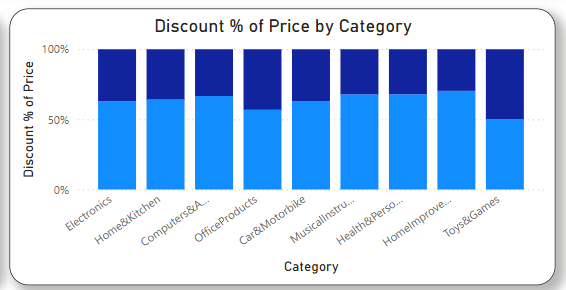 Discount % of Price by Category
Discount % of Price
100%
50%
0%
Electronics
Home&Kitchen
Computers&A...
OfficeProducts
Car&Motorbike
MusicalInstru...
Health&Perso...
HomeImprove...
Toys&Games
Category